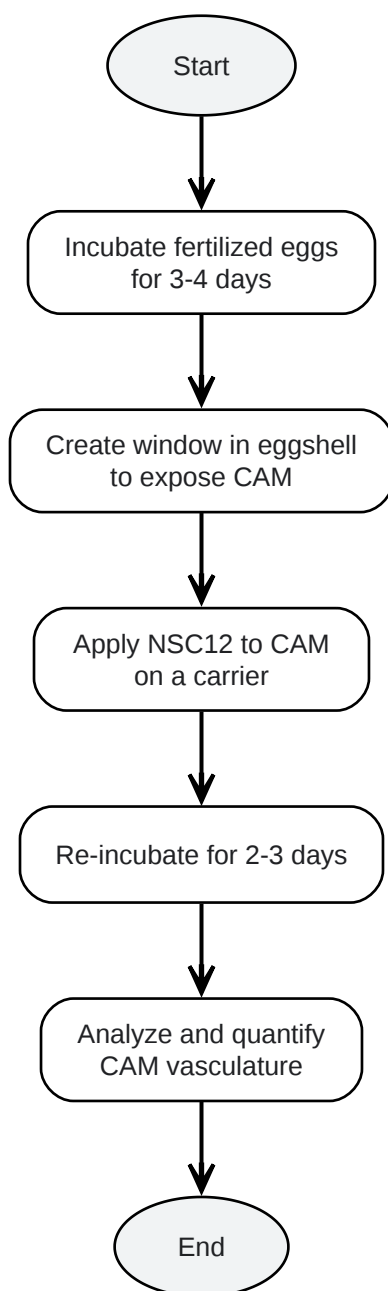 Start
Incubate fertilized eggs
for 3-4 days
Create window in eggshell
to expose CAM
Apply NSC12 to CAM
on a carrier
Re-incubate for 2-3 days
Analyze and quantify
CAM vasculature
End